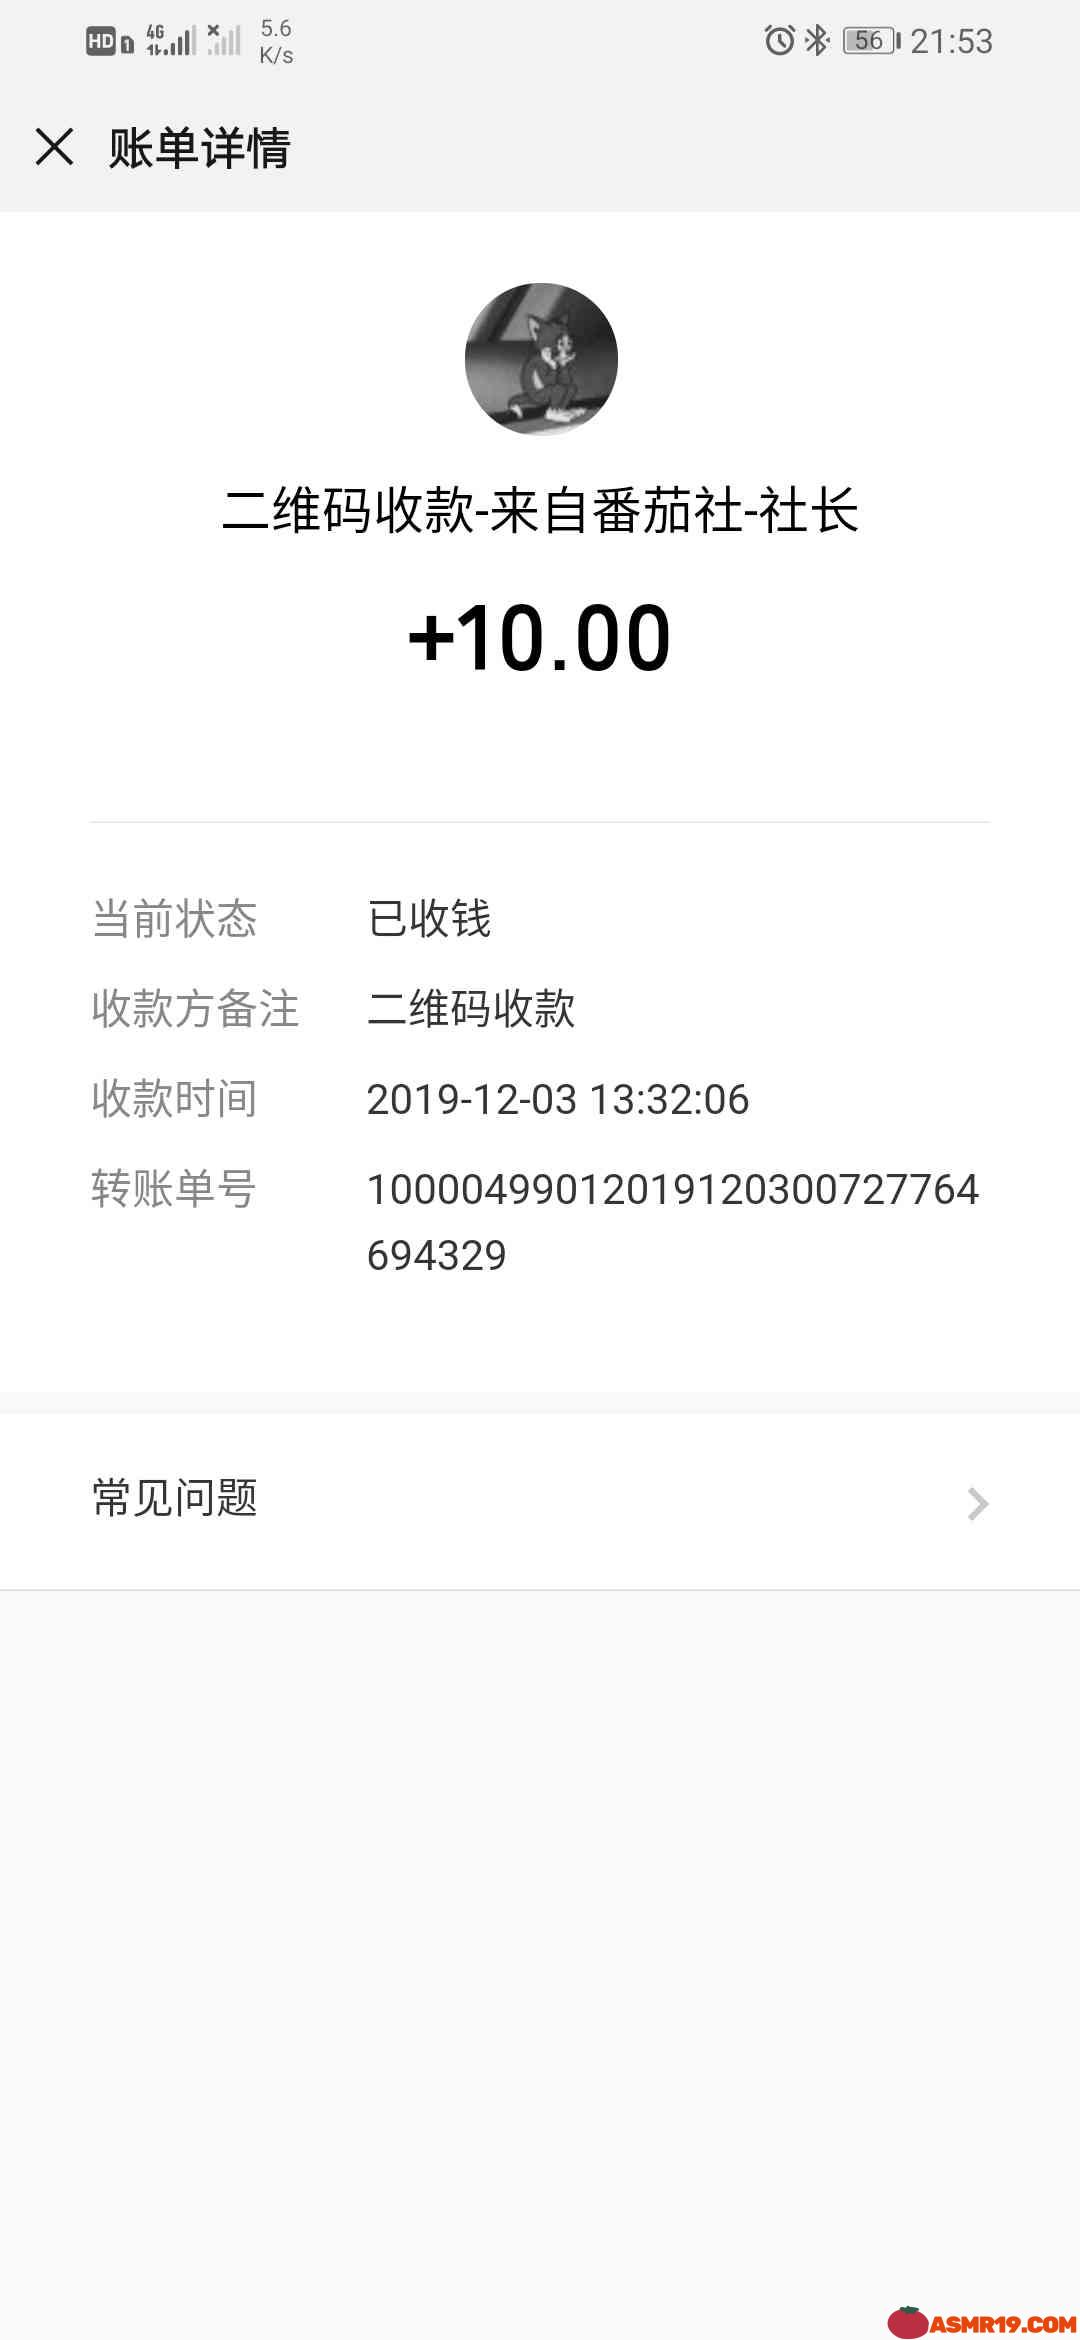 HD 1 4G 5.6 K/s 56 21:53
账单详情
二维码收款-来自番茄社-社长
+10.00
当前状态 已收钱
收款方备注 二维码收款
收款时间 2019-12-03 13:32:06
转账单号 10000499012019120300727764
694329
常见问题
ASMR19.COM